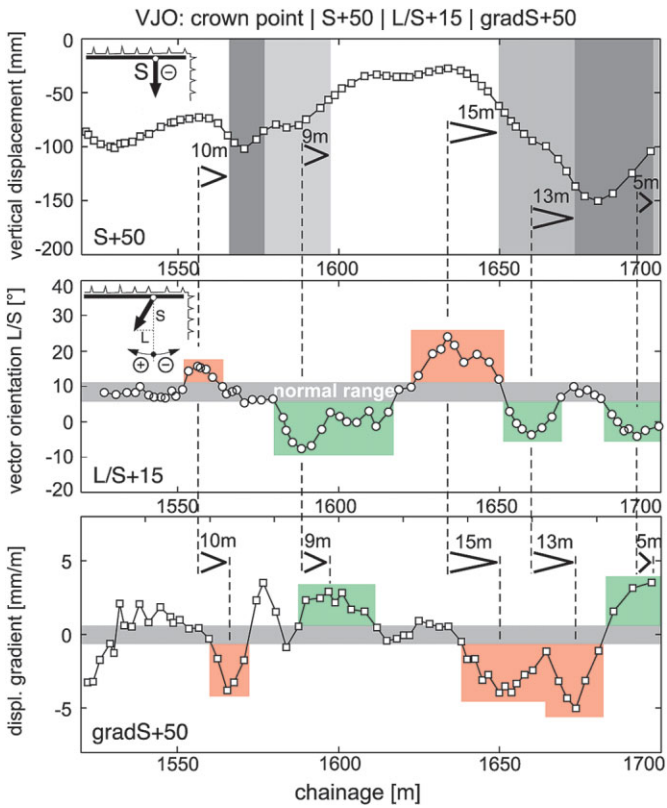 VJO: crown point | S+50 | L/S+15 | gradS+50
vertical displacement [mm]
0
-50
-100
-150
-200
S
10m
9m
15m
13m
5m
S+50
1550
1600
1650
1700
vector orientation L/S [°]
40
30
20
10
0
-10
-20
S
L
normal range
L/S+15
1550
1600
1650
1700
displ. gradient [mm/m]
5
0
-5
10m
9m
15m
13m
5m
gradS+50
1550
1600
1650
1700
chainage [m]